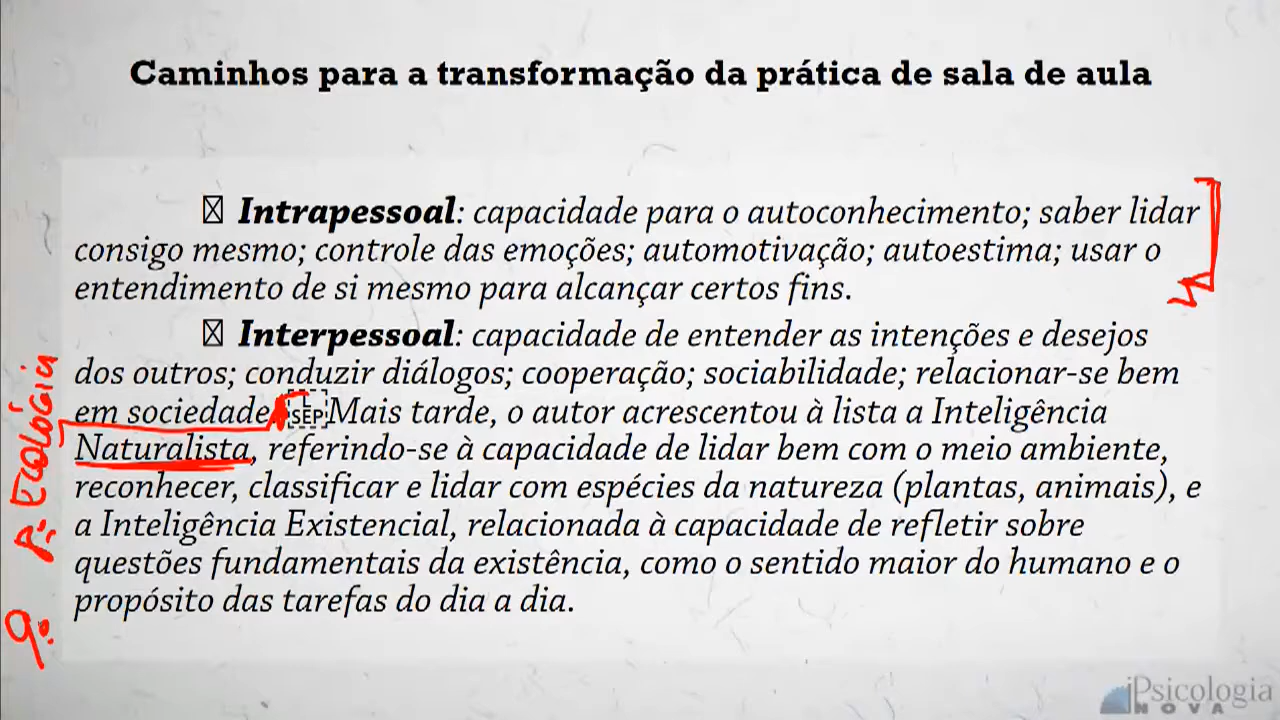 Caminhos para a transformação da prática de sala de aula
Intrapessoal: capacidade para o autoconhecimento; saber lidar
consigo mesmo; controle das emoções; automotivação; autoestima; usar o
entendimento de si mesmo para alcançar certos fins.
Interpessoal: capacidade de entender as intenções e desejos
dos outros; conduzir diálogos; cooperação; sociabilidade; relacionar-se bem
em sociedade. SEP Mais tarde, o autor acrescentou à lista a Inteligência
Naturalista, referindo-se à capacidade de lidar bem com o meio ambiente,
reconhecer, classificar e lidar com espécies da natureza (plantas, animais), e
a Inteligência Existencial, relacionada à capacidade de refletir sobre
questões fundamentais da existência, como o sentido maior do humano e o
propósito das tarefas do dia a dia.
Ecológia
9º
Psicologia
NOVA